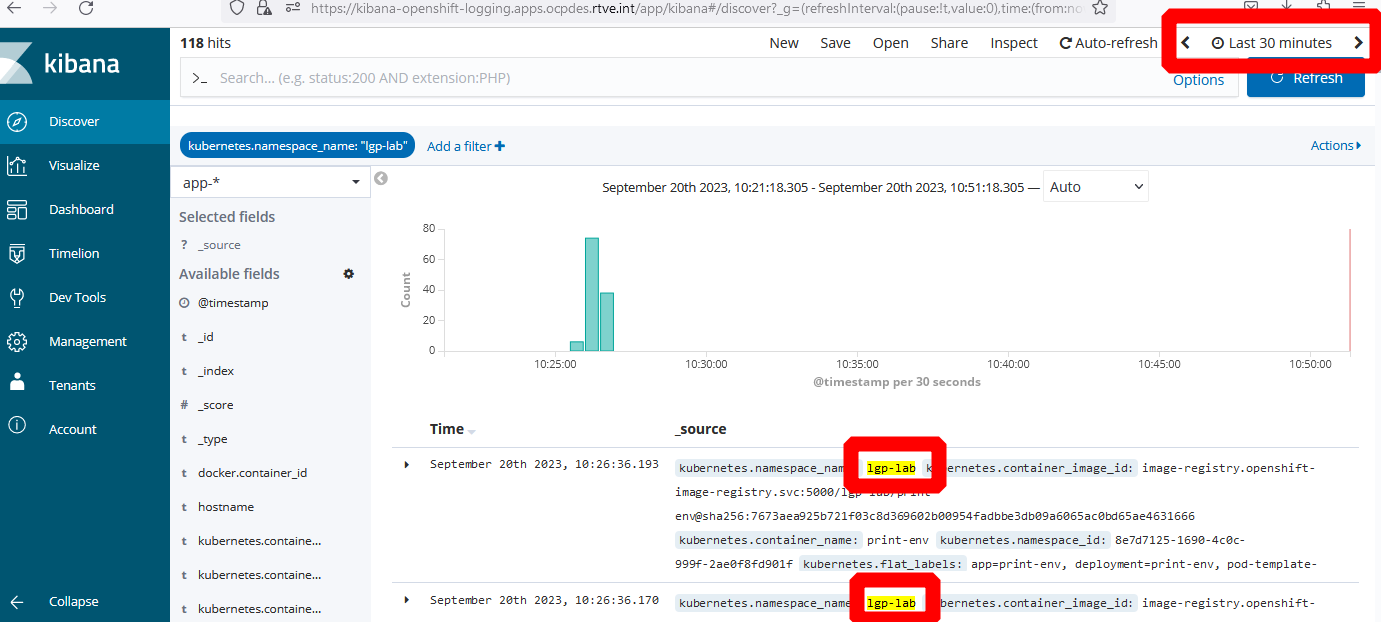 https://kibana-openshift-logging.apps.ocpdes.rtve.int/app/kibana#/discover?_g=(refreshInterval:(pause:!t,value:0),time:(from:no
kibana
118 hits
New Save Open Share Inspect Auto-refresh Last 30 minutes
>_ Search... (e.g. status:200 AND extension:PHP)
Options
Refresh
Discover
Visualize
Dashboard
Timelion
Dev Tools
Management
Tenants
Account
Collapse
kubernetes.namespace_name: "lgp-lab"
Add a filter +
Actions
app-*
Selected fields
? _source
Available fields
@timestamp
t _id
t _index
# _score
t _type
t docker.container_id
t hostname
t kubernetes.containe...
t kubernetes.containe...
t kubernetes.containe...
September 20th 2023, 10:21:18.305 - September 20th 2023, 10:51:18.305 —
Auto
Count
80
60
40
20
0
10:25:00 10:30:00 10:35:00 10:40:00 10:45:00 10:50:00
@timestamp per 30 seconds
Time _source
September 20th 2023, 10:26:36.193
kubernetes.namespace_nam lgp-lab k ernetes.container_image_id: image-registry.openshift-
image-registry.svc:5000/lgp-lab/print-
env@sha256:7673aea925b721f03c8d369602b00954fadbbe3db09a6065ac0bd65ae4631666
kubernetes.container_name: print-env kubernetes.namespace_id: 8e7d7125-1690-4c0c-
999f-2ae0f8fd901f kubernetes.flat_labels: app=print-env, deployment=print-env, pod-template-
September 20th 2023, 10:26:36.170
kubernetes.namespace_name lgp-lab bernetes.container_image_id: image-registry.openshift-